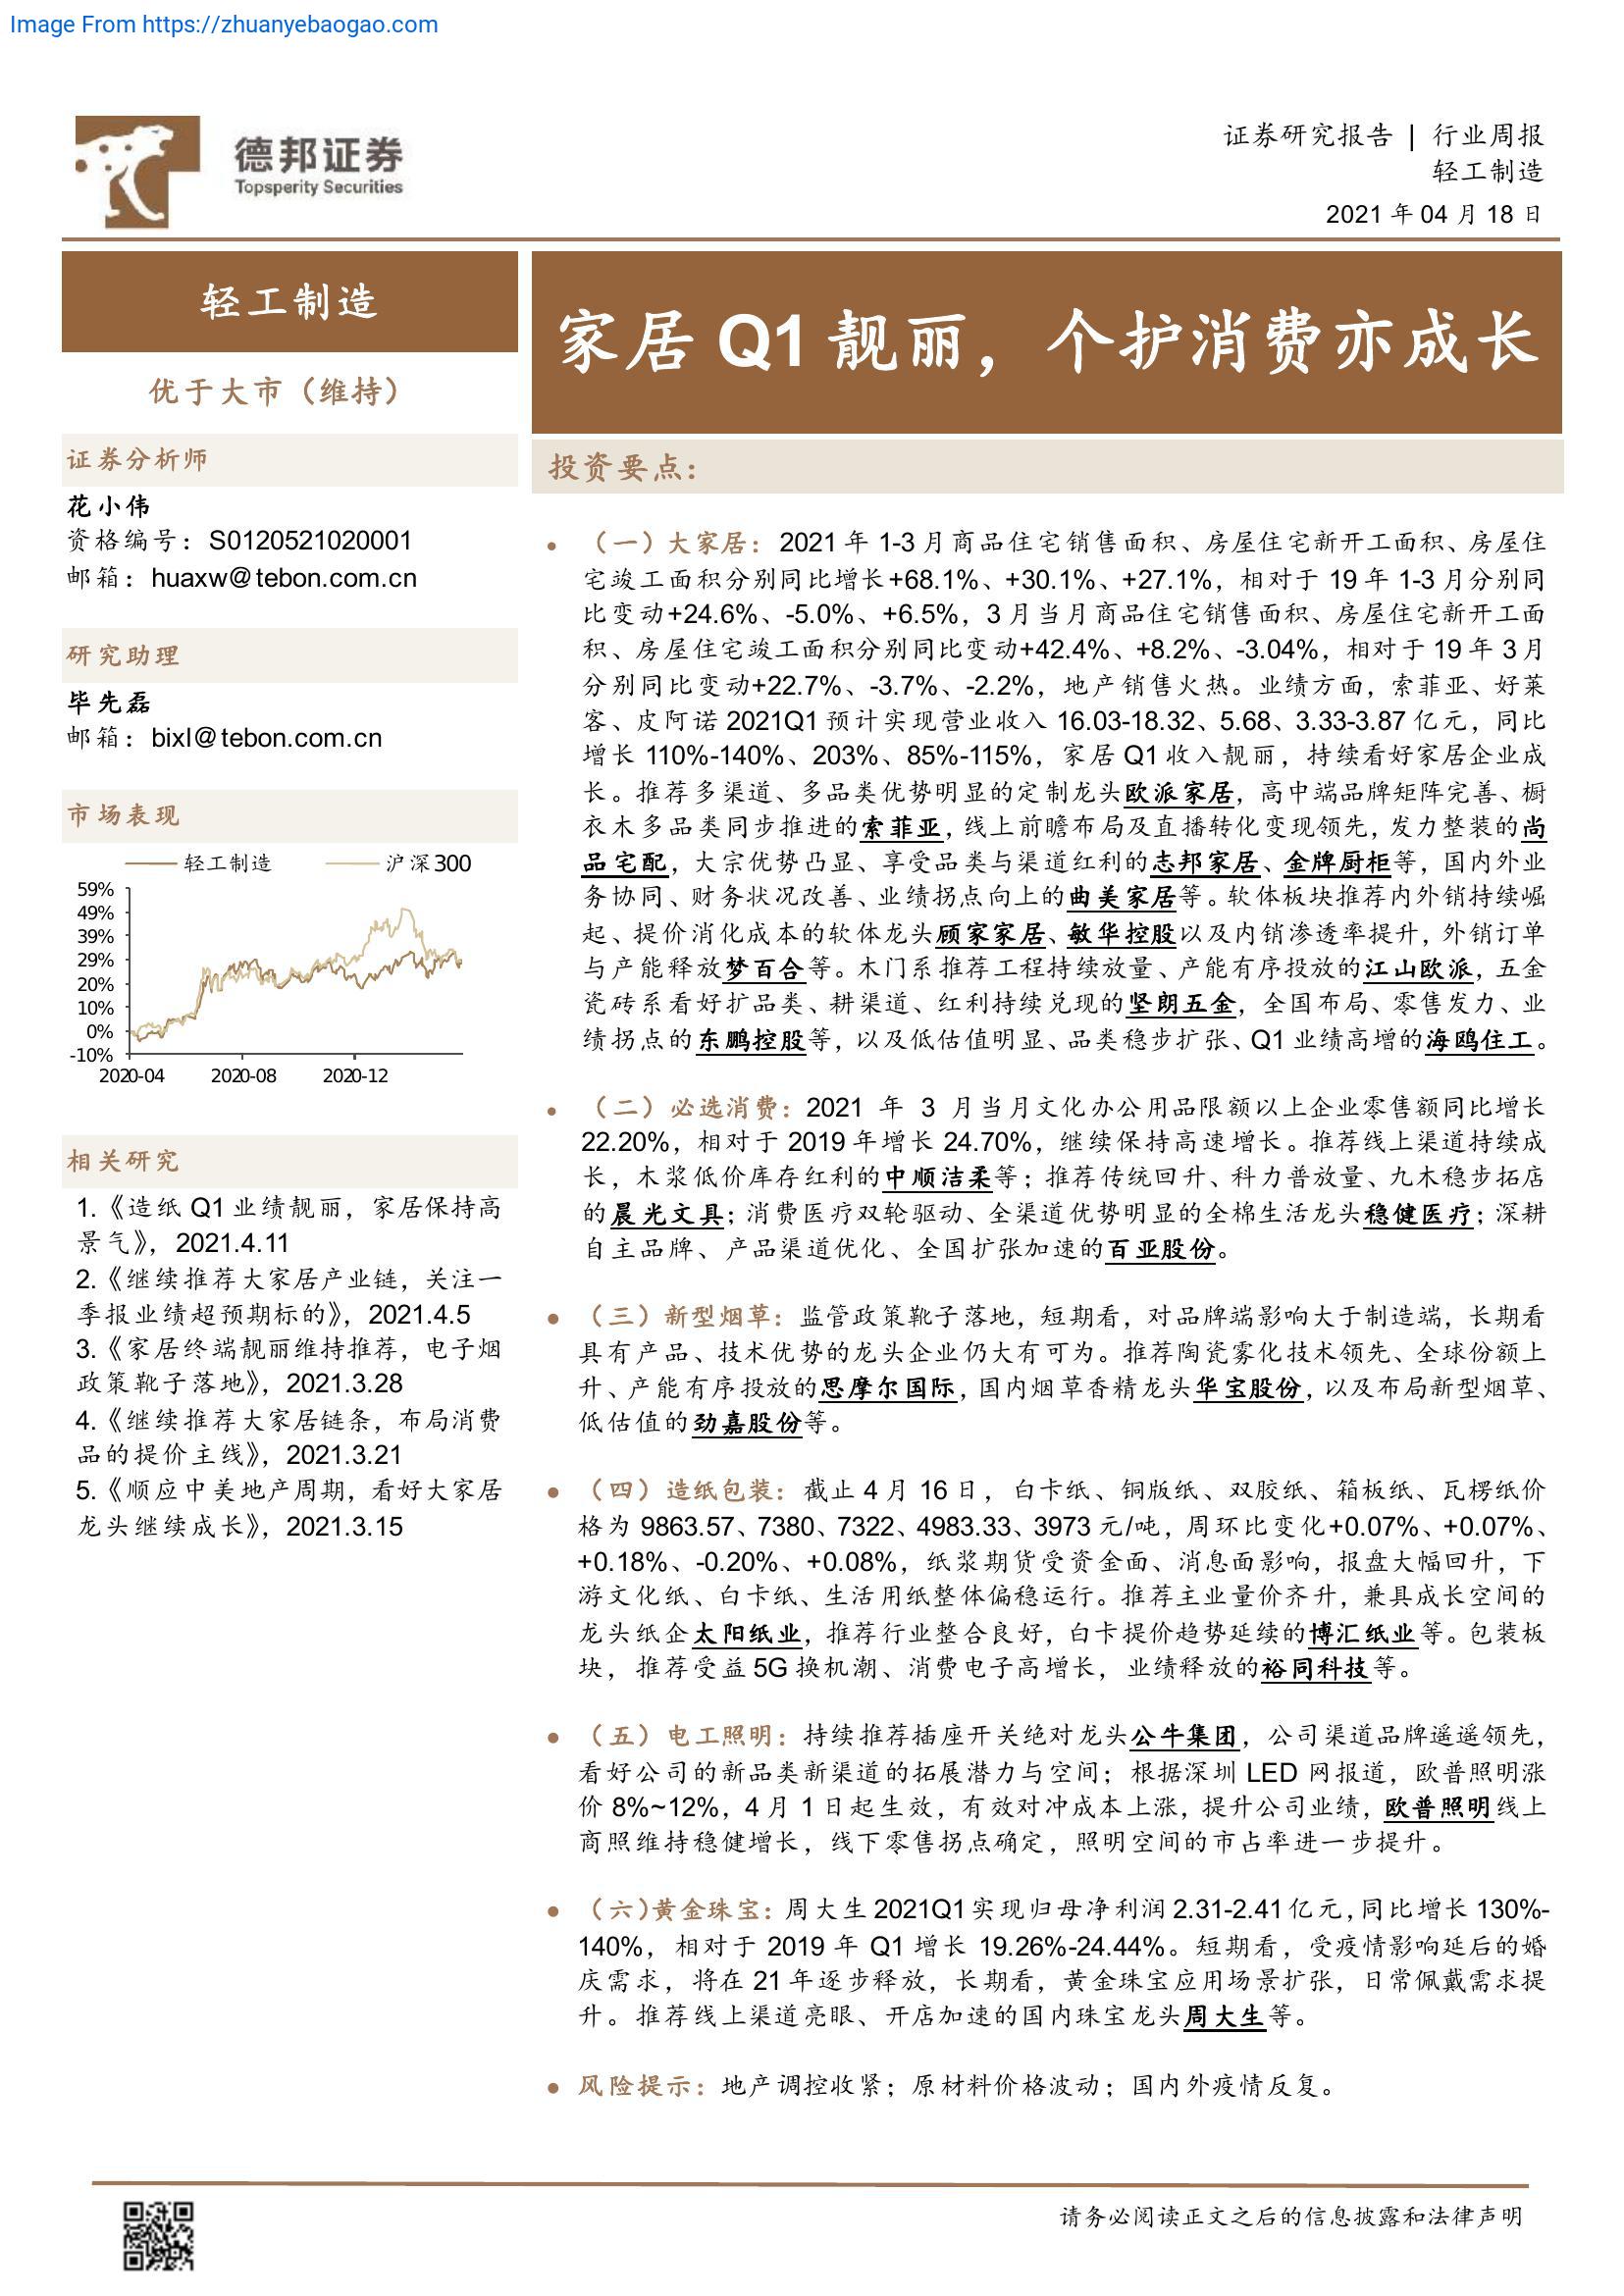 Image From https://zhuanyebaogao.com
德邦证券
Topsperity Securities
证券研究报告 | 行业周报
轻工制造
2021 年 04 月 18 日
轻工制造
优于大市（维持）
证券分析师
花小伟
资格编号：S0120521020001
邮箱：huaxw@tebon.com.cn
研究助理
毕先磊
邮箱：bixl@tebon.com.cn
市场表现
轻工制造 沪深300
59%
49%
39%
29%
20%
10%
0%
-10%
2020-04 2020-08 2020-12
相关研究
1.《造纸 Q1 业绩靓丽，家居保持高
景气》，2021.4.11
2.《继续推荐大家居产业链，关注一
季报业绩超预期标的》，2021.4.5
3.《家居终端靓丽维持推荐，电子烟
政策靴子落地》，2021.3.28
4.《继续推荐大家居链条，布局消费
品的提价主线》，2021.3.21
5.《顺应中美地产周期，看好大家居
龙头继续成长》，2021.3.15
家居 Q1 靓丽，个护消费亦成长
投资要点：
（一）大家居：2021 年 1-3 月商品住宅销售面积、房屋住宅新开工面积、房屋住
宅竣工面积分别同比增长+68.1%、+30.1%、+27.1%，相对于 19 年 1-3 月分别同
比变动+24.6%、-5.0%、+6.5%，3 月当月商品住宅销售面积、房屋住宅新开工面
积、房屋住宅竣工面积分别同比变动+42.4%、+8.2%、-3.04%，相对于 19 年 3 月
分别同比变动+22.7%、-3.7%、-2.2%，地产销售火热。业绩方面，索菲亚、好莱
客、皮阿诺 2021Q1 预计实现营业收入 16.03-18.32、5.68、3.33-3.87 亿元，同比
增长 110%-140%、203%、85%-115%，家居 Q1 收入靓丽，持续看好家居企业成
长。推荐多渠道、多品类优势明显的定制龙头欧派家居，高中端品牌矩阵完善、橱
衣木多品类同步推进的索菲亚，线上前瞻布局及直播转化变现领先，发力整装的尚
品宅配，大宗优势凸显、享受品类与渠道红利的志邦家居、金牌厨柜等，国内外业
务协同、财务状况改善、业绩拐点向上的曲美家居等。软体板块推荐内外销持续崛
起、提价消化成本的软体龙头顾家家居、敏华控股以及内销渗透率提升，外销订单
与产能释放梦百合等。木门系推荐工程持续放量、产能有序投放的江山欧派，五金
瓷砖系看好扩品类、耕渠道、红利持续兑现的坚朗五金，全国布局、零售发力、业
绩拐点的东鹏控股等，以及低估值明显、品类稳步扩张、Q1 业绩高增的海鸥住工。
（二）必选消费：2021 年 3 月当月文化办公用品限额以上企业零售额同比增长
22.20%，相对于 2019 年增长 24.70%，继续保持高速增长。推荐线上渠道持续成
长，木浆低价库存红利的中顺洁柔等；推荐传统回升、科力普放量、九木稳步拓店
的晨光文具；消费医疗双轮驱动、全渠道优势明显的全棉生活龙头稳健医疗；深耕
自主品牌、产品渠道优化、全国扩张加速的百亚股份。
（三）新型烟草：监管政策靴子落地，短期看，对品牌端影响大于制造端，长期看
具有产品、技术优势的龙头企业仍大有可为。推荐陶瓷雾化技术领先、全球份额上
升、产能有序投放的思摩尔国际，国内烟草香精龙头华宝股份，以及布局新型烟草、
低估值的劲嘉股份等。
（四）造纸包装：截止 4 月 16 日，白卡纸、铜版纸、双胶纸、箱板纸、瓦楞纸价
格为 9863.57、7380、7322、4983.33、3973 元/吨，周环比变化+0.07%、+0.07%、
+0.18%、-0.20%、+0.08%，纸浆期货受资金面、消息面影响，报盘大幅回升，下
游文化纸、白卡纸、生活用纸整体偏稳运行。推荐主业量价齐升，兼具成长空间的
龙头纸企太阳纸业，推荐行业整合良好，白卡提价趋势延续的博汇纸业等。包装板
块，推荐受益 5G 换机潮、消费电子高增长，业绩释放的裕同科技等。
（五）电工照明：持续推荐插座开关绝对龙头公牛集团，公司渠道品牌遥遥领先，
看好公司的新品类新渠道的拓展潜力与空间；根据深圳 LED 网报道，欧普照明涨
价 8%~12%，4 月 1 日起生效，有效对冲成本上涨，提升公司业绩，欧普照明线上
商照维持稳健增长，线下零售拐点确定，照明空间的市占率进一步提升。
（六）黄金珠宝：周大生 2021Q1 实现归母净利润 2.31-2.41 亿元，同比增长 130%-
140%，相对于 2019 年 Q1 增长 19.26%-24.44%。短期看，受疫情影响延后的婚
庆需求，将在 21 年逐步释放，长期看，黄金珠宝应用场景扩张，日常佩戴需求提
升。推荐线上渠道亮眼、开店加速的国内珠宝龙头周大生等。
风险提示：地产调控收紧；原材料价格波动；国内外疫情反复。
请务必阅读正文之后的信息披露和法律声明